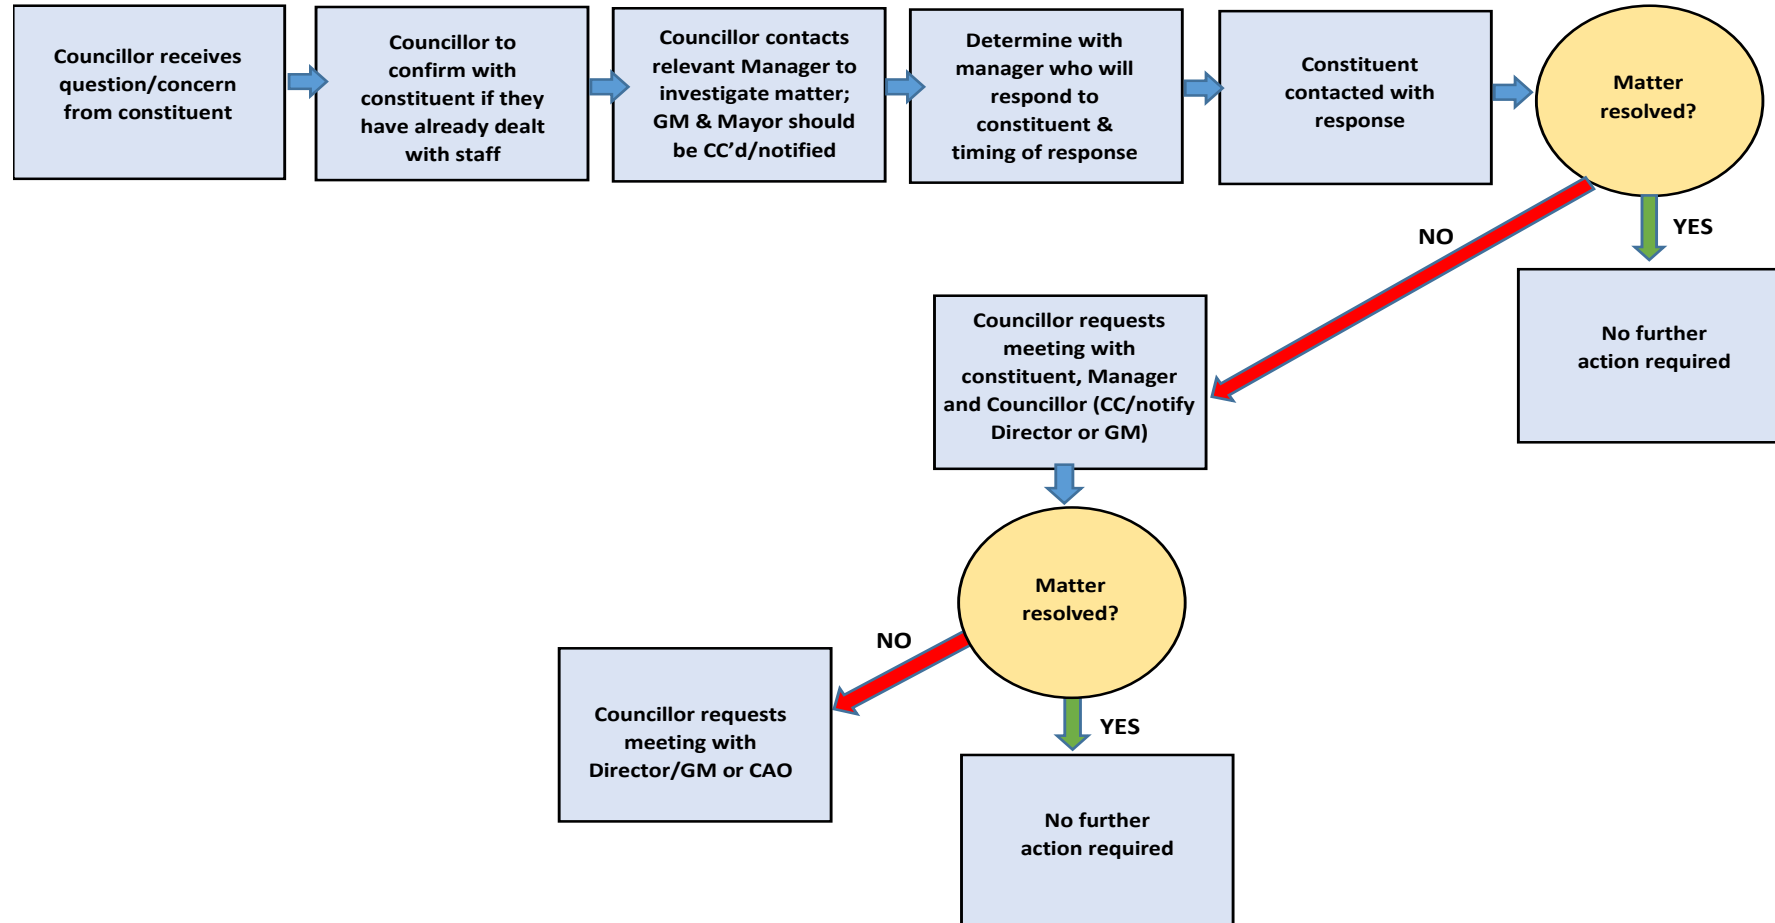 Councillor receives
question/concern
from constituent
Councillor to
confirm with
constituent if they
have already dealt
with staff
Councillor contacts
relevant Manager to
investigate matter;
GM & Mayor should
be CC’d/notified
Determine with
manager who will
respond to
constituent &
timing of response
Constituent
contacted with
response
Matter
resolved?
NO
YES
No further
action required
Councillor requests
meeting with
constituent, Manager
and Councillor (CC/notify
Director or GM)
Matter
resolved?
NO
YES
Councillor requests
meeting with
Director/GM or CAO
No further
action required